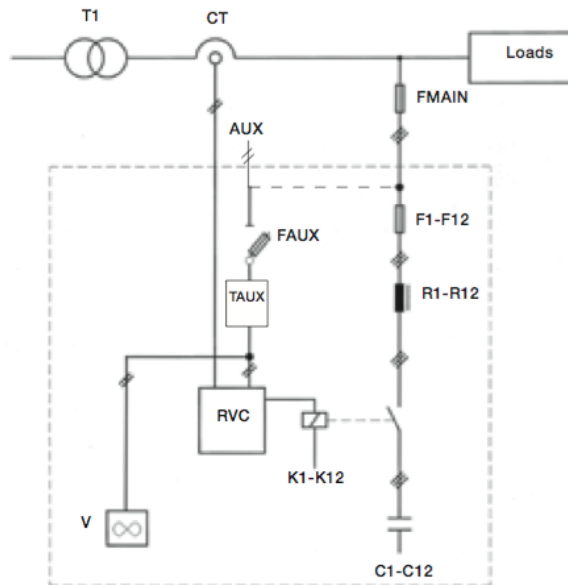 T1
CT
Loads
FMAIN
AUX
F1-F12
FAUX
TAUX
R1-R12
RVC
K1-K12
V
C1-C12